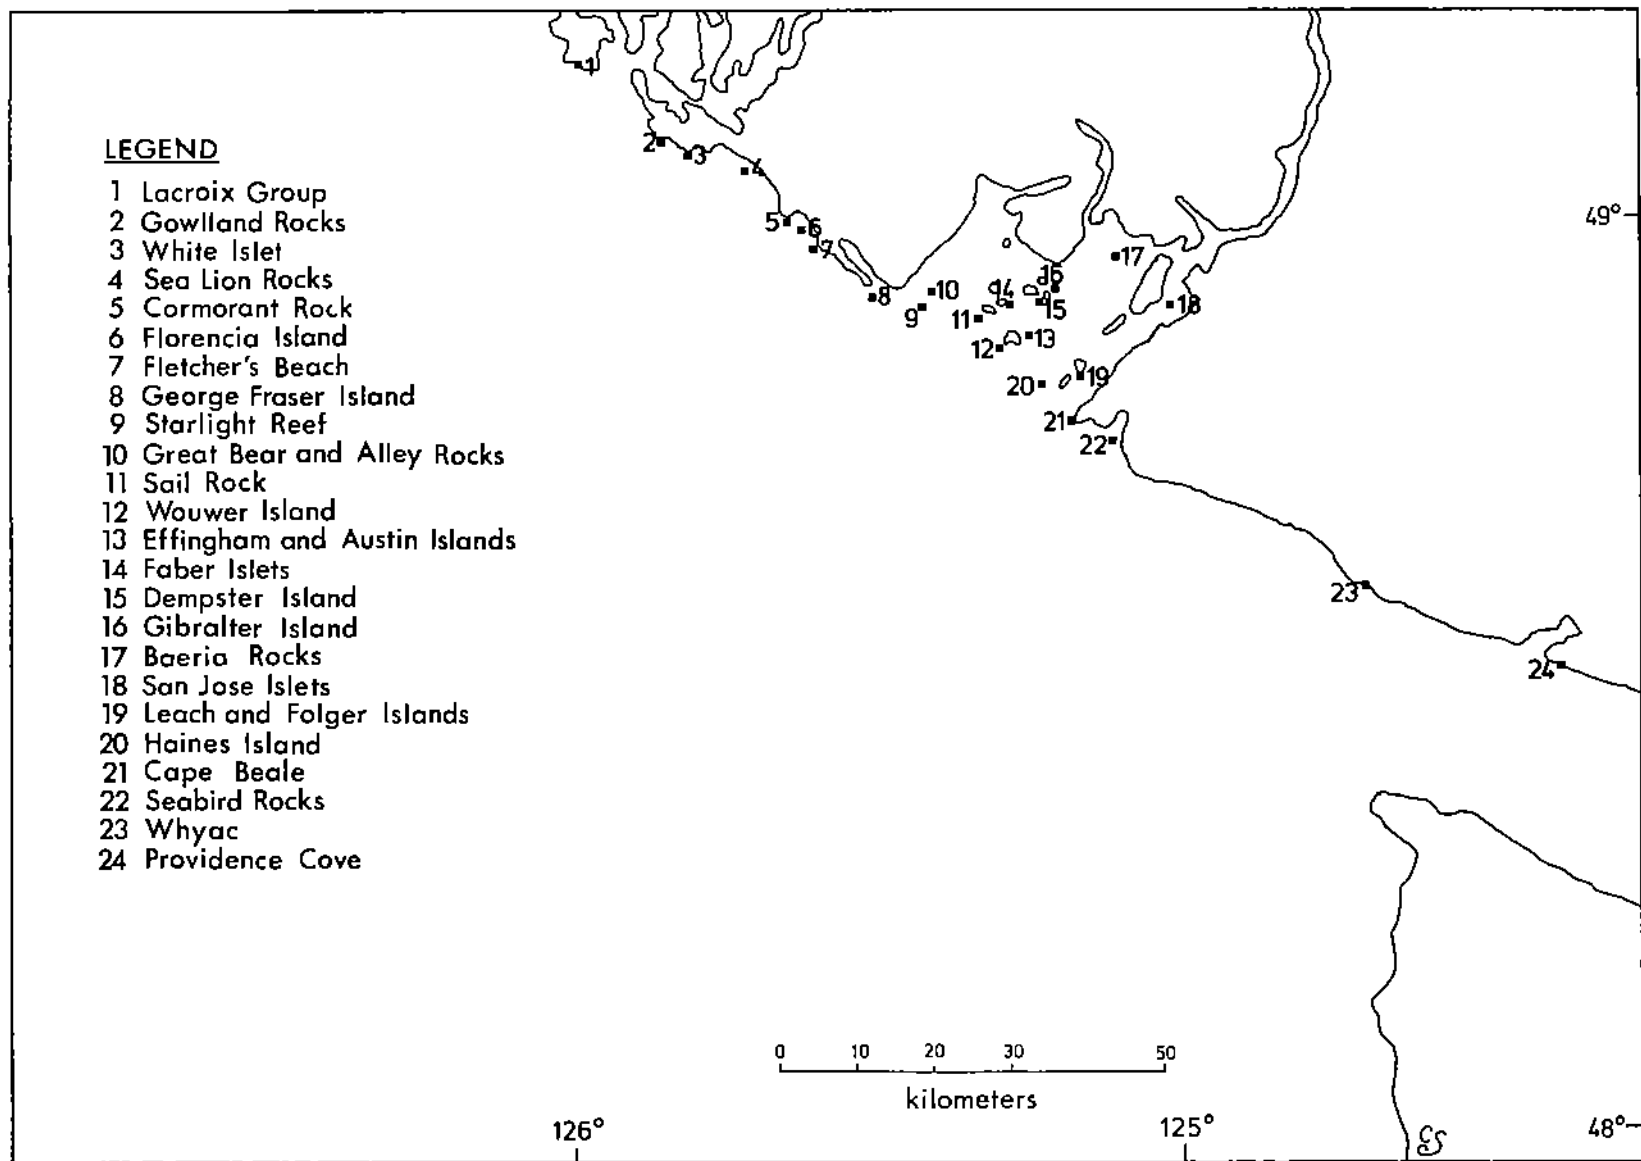 LEGEND
1 Lacroix Group
2 Gowlland Rocks
3 White Islet
4 Sea Lion Rocks
5 Cormorant Rock
6 Florencia Island
7 Fletcher's Beach
8 George Fraser Island
9 Starlight Reef
10 Great Bear and Alley Rocks
11 Sail Rock
12 Wouwer Island
13 Effingham and Austin Islands
14 Faber Islets
15 Dempster Island
16 Gibralter Island
17 Baeria Rocks
18 San Jose Islets
19 Leach and Folger Islands
20 Haines Island
21 Cape Beale
22 Seabird Rocks
23 Whyac
24 Providence Cove
1
2
3
4
5
6
7
8
9
10
11
12
13
14
15
16
17
18
19
20
21
22
23
24
49°
0 10 20 30 50
kilometers
126°
125°
48°